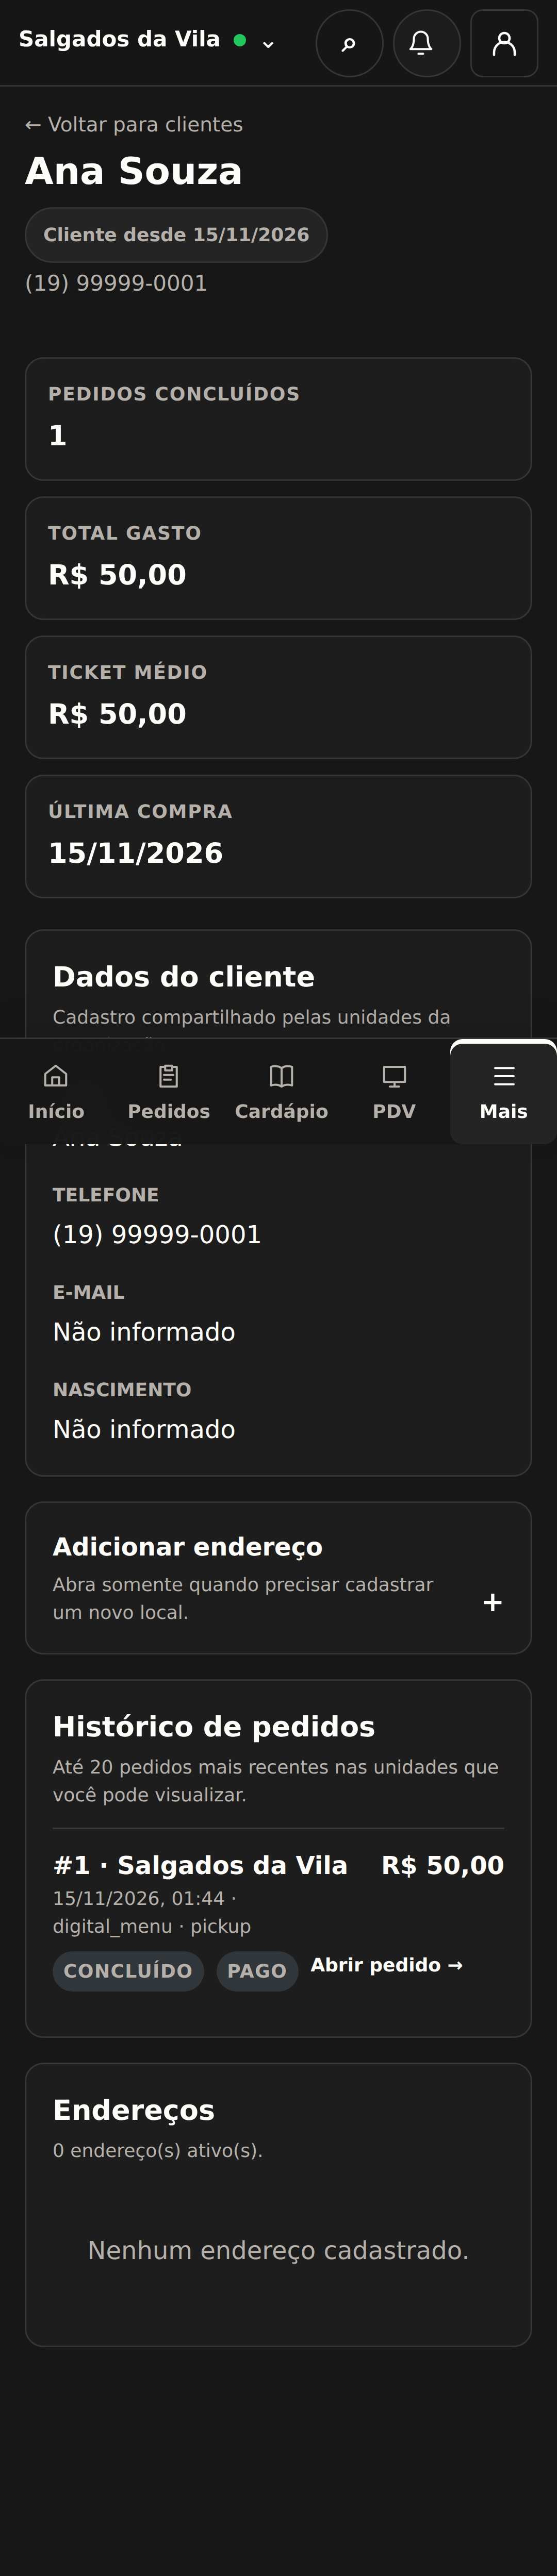 Salgados da Vila
← Voltar para clientes
Ana Souza
Cliente desde 15/11/2026
(19) 99999-0001
PEDIDOS CONCLUÍDOS
1
TOTAL GASTO
R$ 50,00
TICKET MÉDIO
R$ 50,00
ÚLTIMA COMPRA
15/11/2026
Dados do cliente
Cadastro compartilhado pelas unidades da
Início Pedidos Cardápio PDV Mais
Ana Souza
TELEFONE
(19) 99999-0001
E-MAIL
Não informado
NASCIMENTO
Não informado
Adicionar endereço
Abra somente quando precisar cadastrar
um novo local.
+
Histórico de pedidos
Até 20 pedidos mais recentes nas unidades que
você pode visualizar.
#1 · Salgados da Vila R$ 50,00
15/11/2026, 01:44 ·
digital_menu · pickup
CONCLUÍDO PAGO Abrir pedido →
Endereços
0 endereço(s) ativo(s).
Nenhum endereço cadastrado.